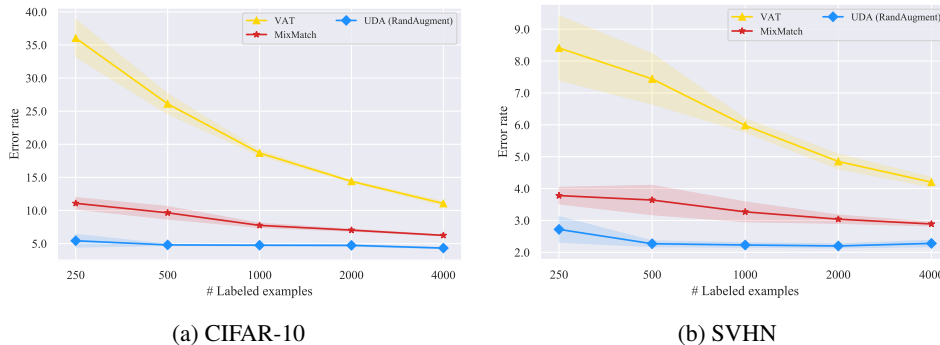 40.0
35.0
30.0
25.0
20.0
15.0
10.0
5.0
Error rate
VAT
MixMatch
UDA (RandAugment)
250 500 1000 2000 4000
# Labeled examples
(a) CIFAR-10
9.0
8.0
7.0
6.0
5.0
4.0
3.0
2.0
Error rate
VAT
MixMatch
UDA (RandAugment)
250 500 1000 2000 4000
# Labeled examples
(b) SVHN